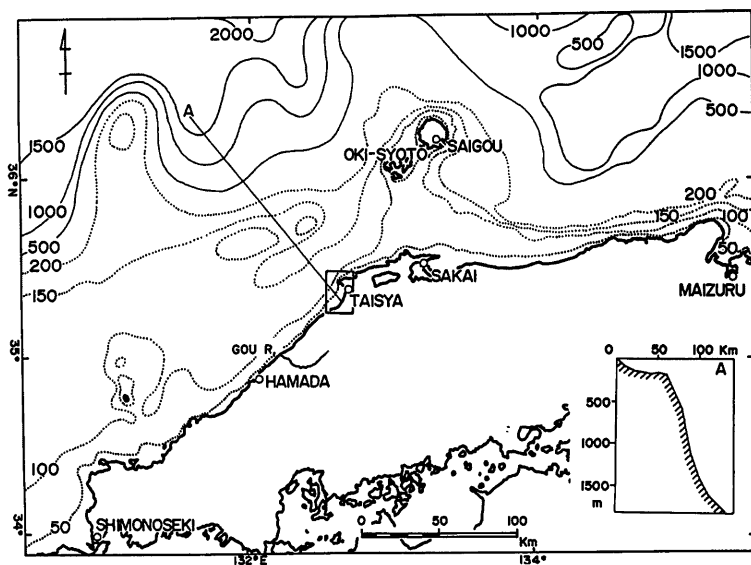 2000
1000
500
1500
1000
500
A
1500
OKI-SYOTO
SAIGOU
36°N
1000
500
200
200
150
100
50
150
SAKAI
TAISYA
MAIZURU
35°
GOU R.
HAMADA
0 50 100 Km
A
500
1000
1500
m
100
50
34°
SHIMONOSEKI
0 50 100
Km
132°E
134°